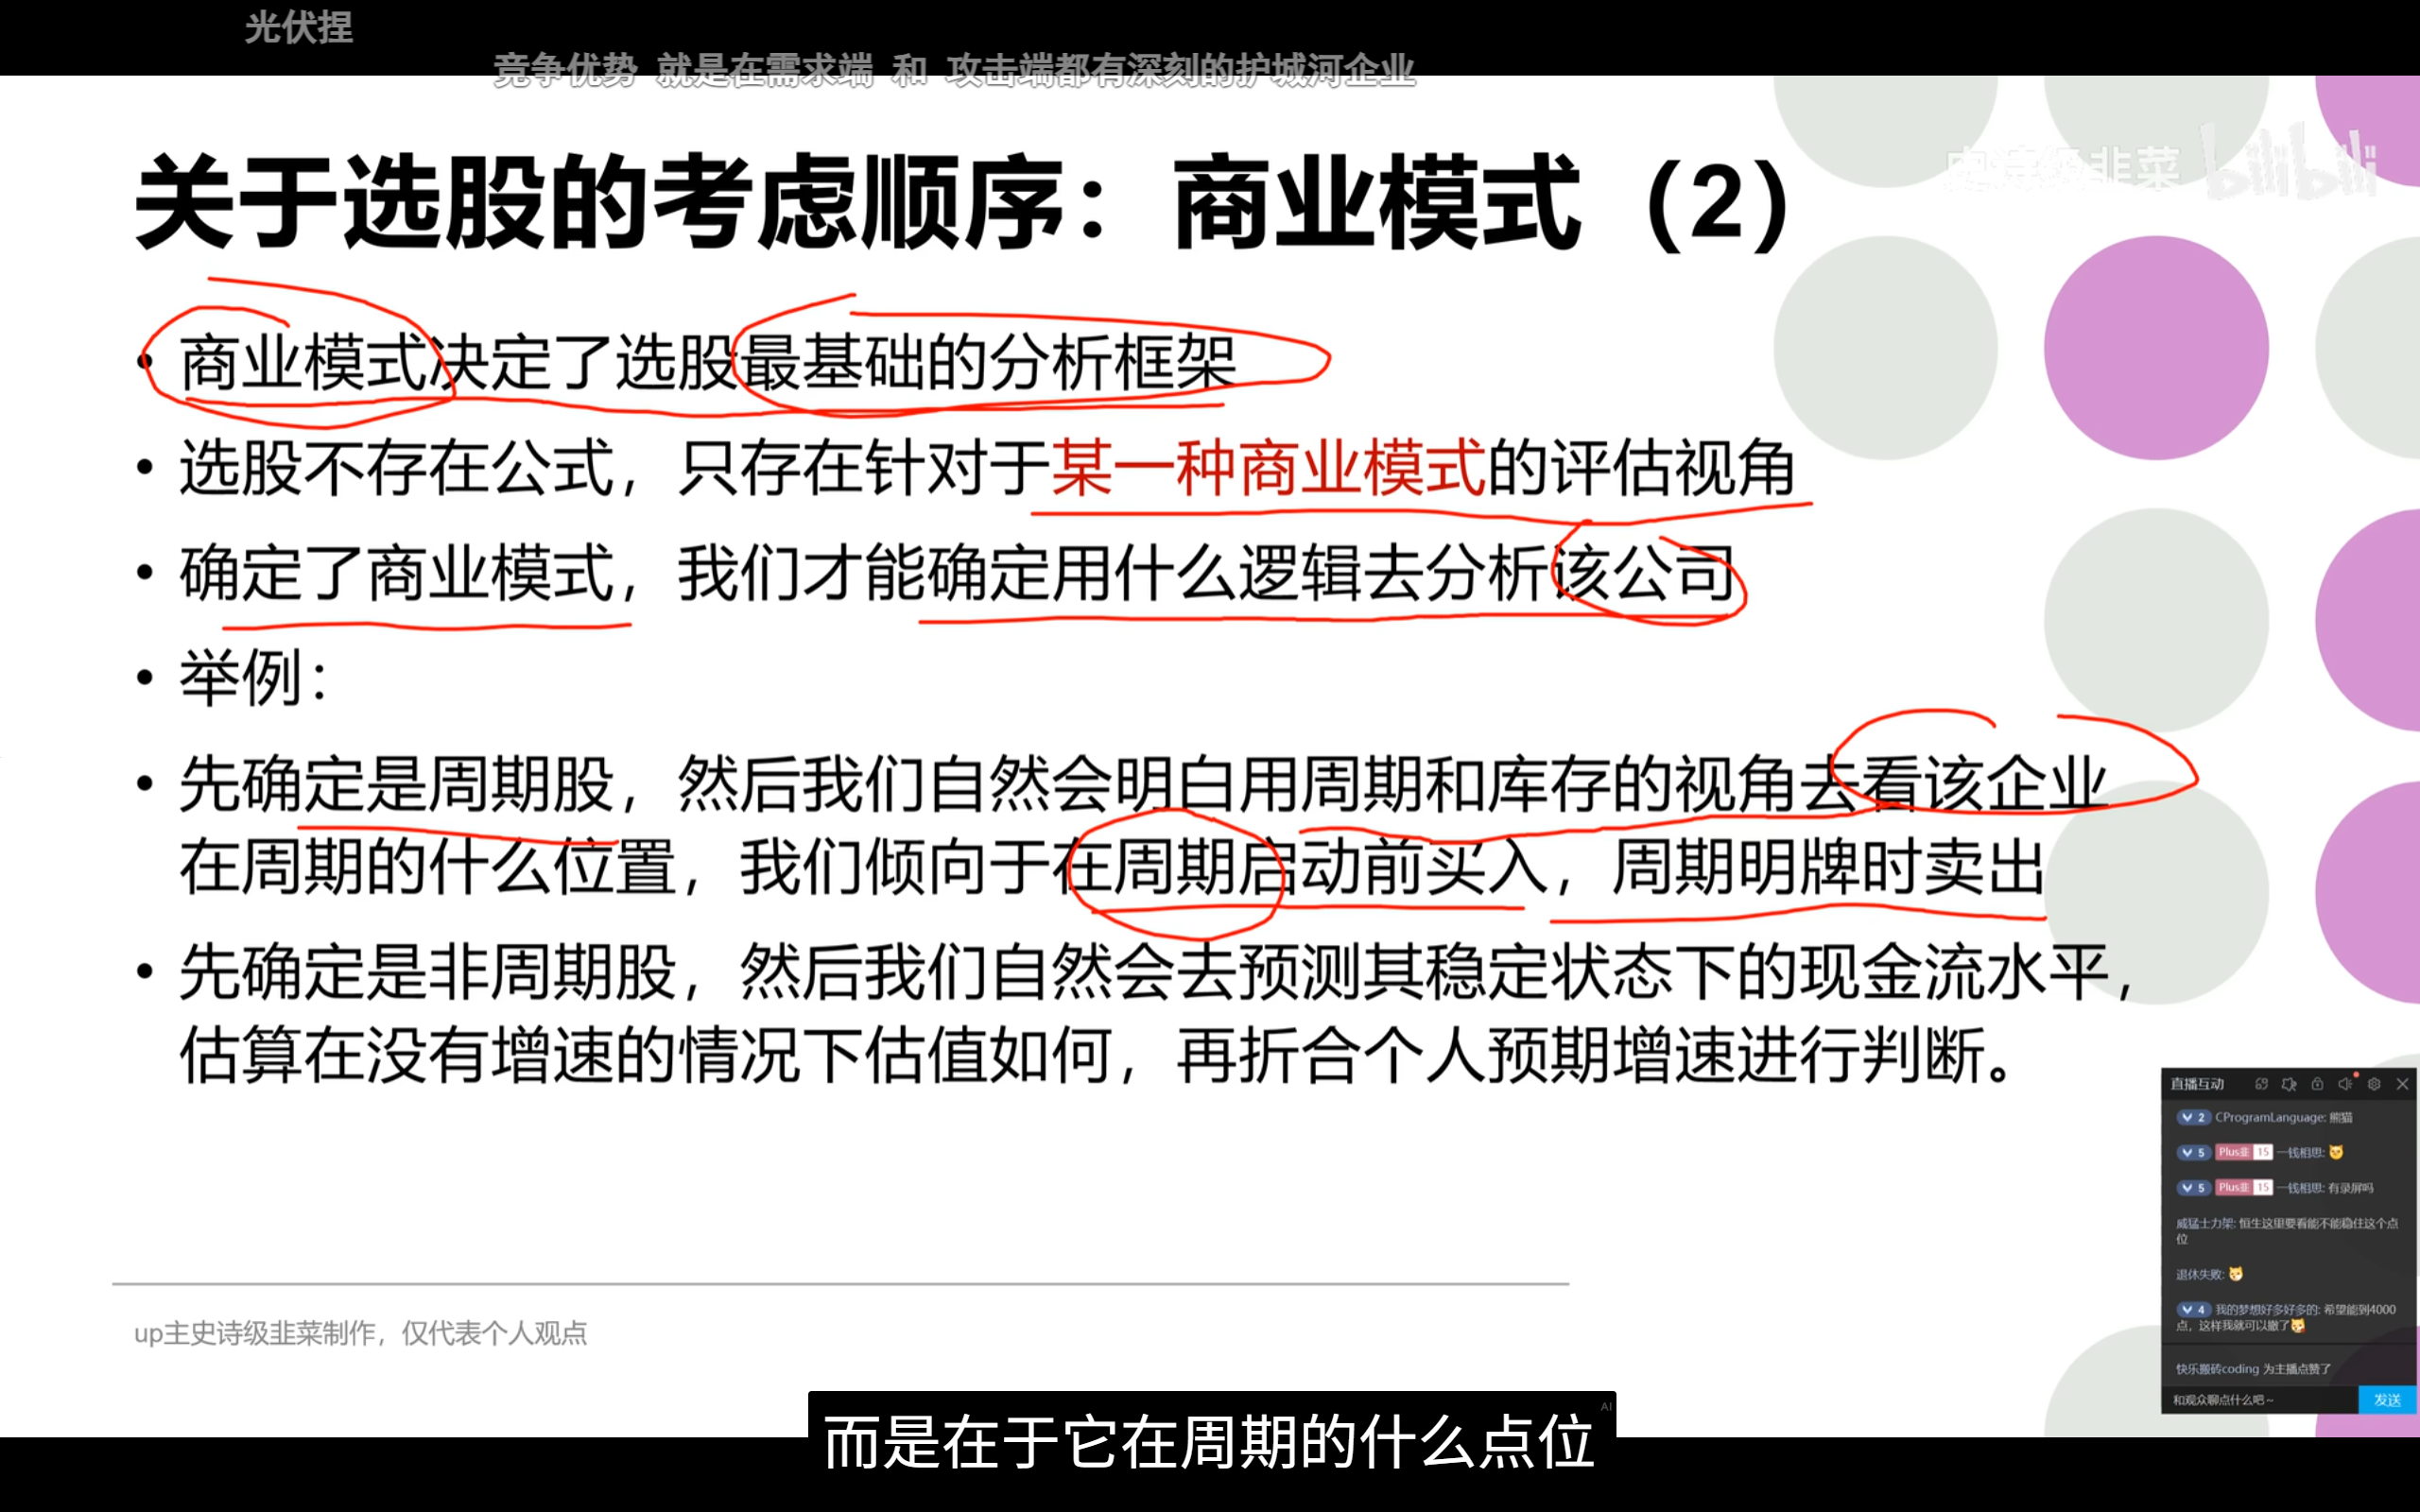 光伏捏
竞争优势 就是在需求端 和 攻击端都有深刻的护城河企业
史诗级韭菜 bilibili
关于选股的考虑顺序：商业模式（2）
• 商业模式决定了选股最基础的分析框架
• 选股不存在公式，只存在针对于某一种商业模式的评估视角
• 确定了商业模式，我们才能确定用什么逻辑去分析该公司
• 举例：
• 先确定是周期股，然后我们自然会明白用周期和库存的视角去看该企业
在周期的什么位置，我们倾向于在周期启动前买入，周期明牌时卖出
• 先确定是非周期股，然后我们自然会去预测其稳定状态下的现金流水平，
估算在没有增速的情况下估值如何，再折合个人预期增速进行判断。
up主史诗级韭菜制作，仅代表个人观点
直播互动
2 CProgramLanguage: 熊猫
5 Plus韭 15 一钱相思:
5 Plus韭 15 一钱相思: 有录屏吗
威猛士力架: 恒生这里要看能不能稳住这个点
位
退休失败:
4 我的梦想好多好多的: 希望能到4000
点，这样我就可以撤了
快乐搬砖coding 为主播点赞了
和观众聊点什么吧~ 发送
AI
而是在于它在周期的什么点位